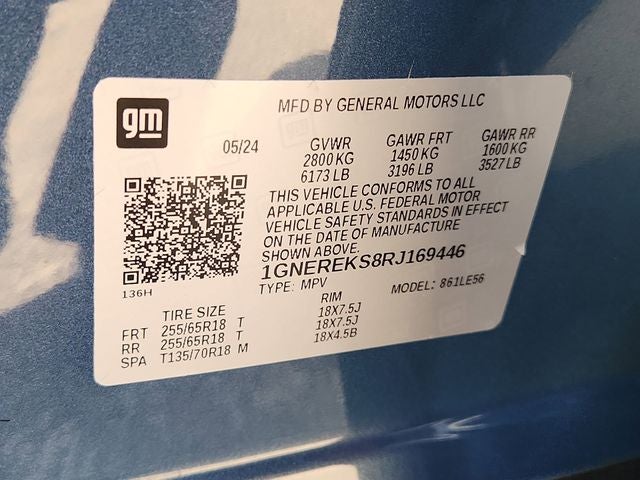 gm
MFD BY GENERAL MOTORS LLC
05/24
GVWR GAWR FRT GAWR RR
2800 KG 1450 KG 1600 KG
6173 LB 3196 LB 3527 LB
THIS VEHICLE CONFORMS TO ALL
APPLICABLE U.S. FEDERAL MOTOR
VEHICLE SAFETY STANDARDS IN EFFECT
ON THE DATE OF MANUFACTURE
SHOWN ABOVE.
1GNEREKS8RJ169446
136H
TYPE: MPV MODEL: 861LE56
TIRE SIZE RIM
FRT 255/65R18 T 18X7.5J
RR 255/65R18 T 18X7.5J
SPA T135/70R18 M 18X4.5B